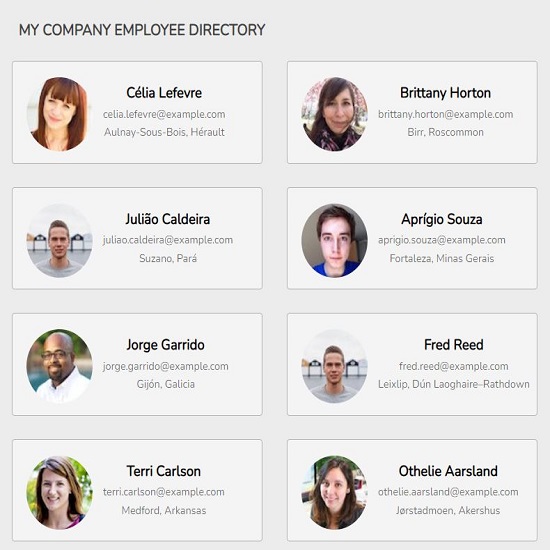 MY COMPANY EMPLOYEE DIRECTORY
Célia Lefevre
celia.lefevre@example.com
Aulnay-Sous-Bois, Hérault
Brittany Horton
brittany.horton@example.com
Birr, Roscommon
Julião Caldeira
juliao.caldeira@example.com
Suzano, Pará
Aprígio Souza
aprigio.souza@example.com
Fortaleza, Minas Gerais
Jorge Garrido
jorge.garrido@example.com
Gijón, Galicia
Fred Reed
fred.reed@example.com
Leixlip, Dún Laoghaire–Rathdown
Terri Carlson
terri.carlson@example.com
Medford, Arkansas
Othelie Aarsland
othelie.aarsland@example.com
Jørstadmoen, Akershus